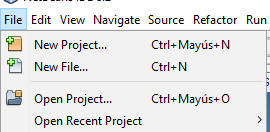 File Edit View Navigate Source Refactor Run
New Project... Ctrl+Mayús+N
New File... Ctrl+N
Open Project... Ctrl+Mayús+O
Open Recent Project